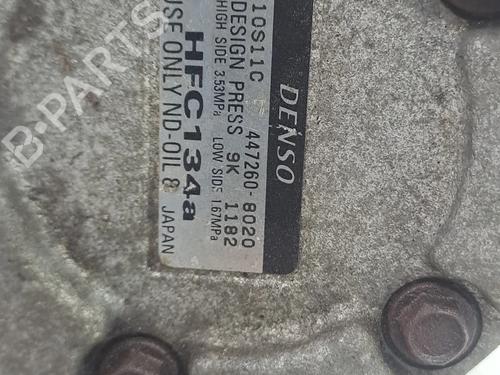 DENSO
10S11C 447260-8020
DESIGN PRESS 9K 1182
HIGH SIDE 3.53MPa LOW SIDE 1.67MPa
HFC134a
USE ONLY ND-OIL 8 JAPAN
B-PARTS